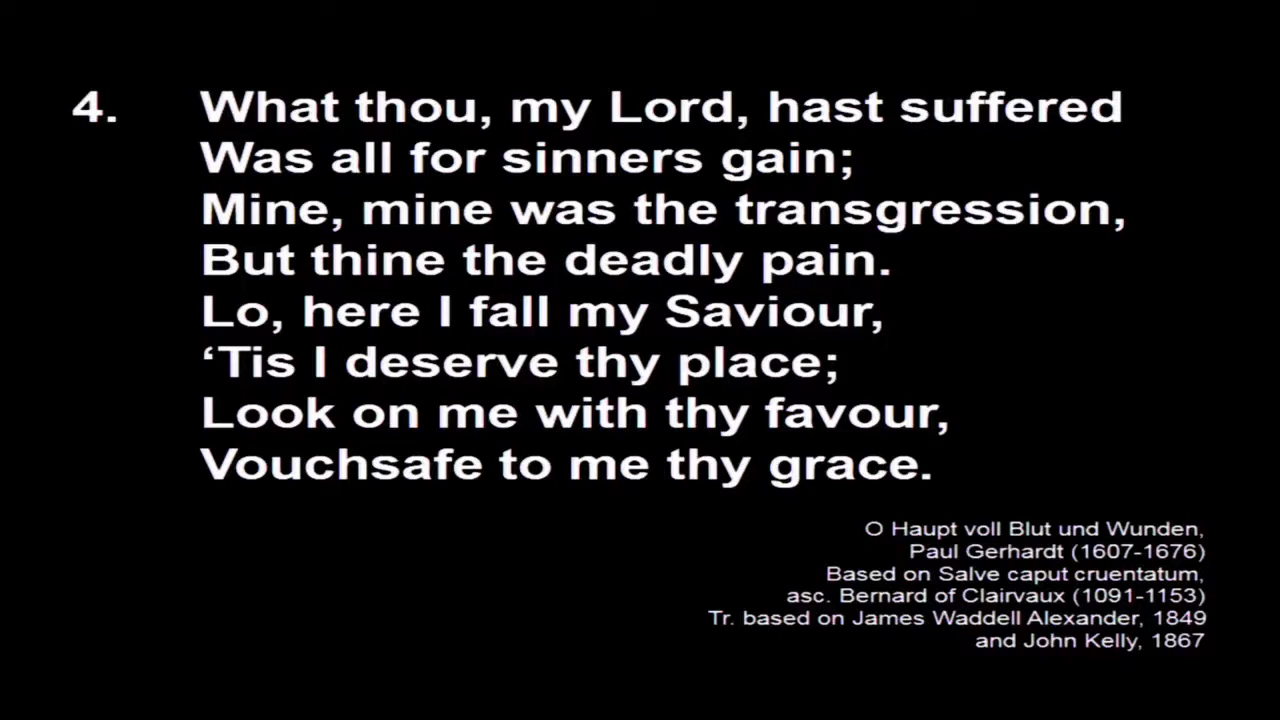 4. What thou, my Lord, hast suffered
Was all for sinners gain;
Mine, mine was the transgression,
But thine the deadly pain.
Lo, here I fall my Saviour,
‘Tis I deserve thy place;
Look on me with thy favour,
Vouchsafe to me thy grace.
O Haupt voll Blut und Wunden,
Paul Gerhardt (1607-1676)
Based on Salve caput cruentatum,
asc. Bernard of Clairvaux (1091-1153)
Tr. based on James Waddell Alexander, 1849
and John Kelly, 1867